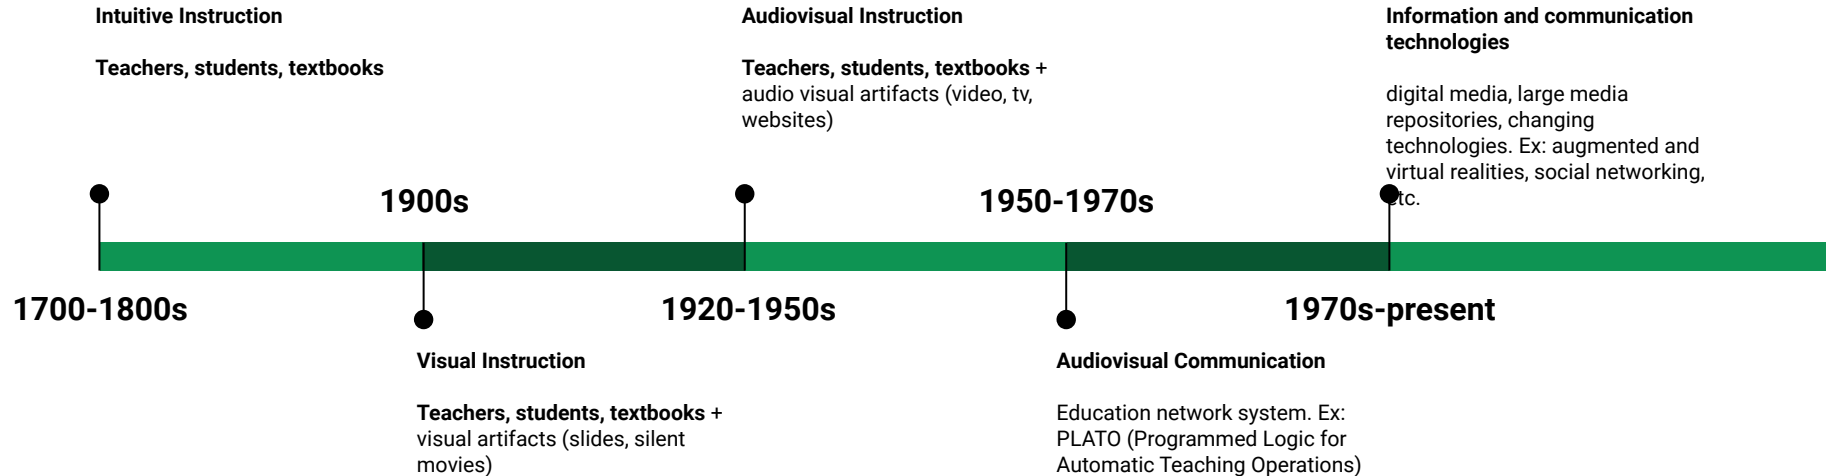 Intuitive Instruction
Teachers, students, textbooks
1700-1800s
1900s
Visual Instruction
Teachers, students, textbooks +
visual artifacts (slides, silent
movies)
Audiovisual Instruction
Teachers, students, textbooks +
audio visual artifacts (video, tv,
websites)
1920-1950s
1950-1970s
Audiovisual Communication
Education network system. Ex:
PLATO (Programmed Logic for
Automatic Teaching Operations)
Information and communication
technologies
digital media, large media
repositories, changing
technologies. Ex: augmented and
virtual realities, social networking,
etc.
1970s-present